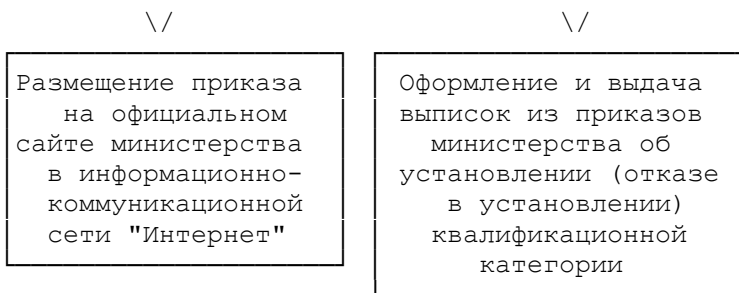 \/ \/
Размещение приказа
на официальном
сайте министерства
в информационно-
коммуникационной
сети "Интернет"
Оформление и выдача
выписок из приказов
министерства об
установлении (отказе
в установлении)
квалификационной
категории